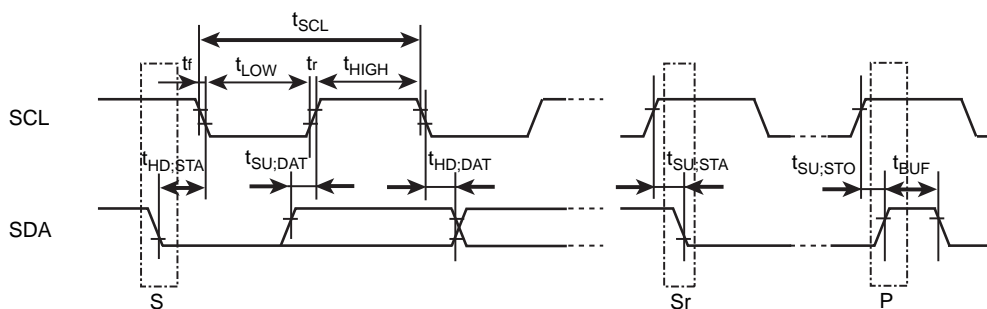 tSCL
tf tLOW tr tHIGH
SCL
tHD;STA tSU;DAT tHD;DAT tSU;STA tSU;STO tBUF
SDA
S Sr P